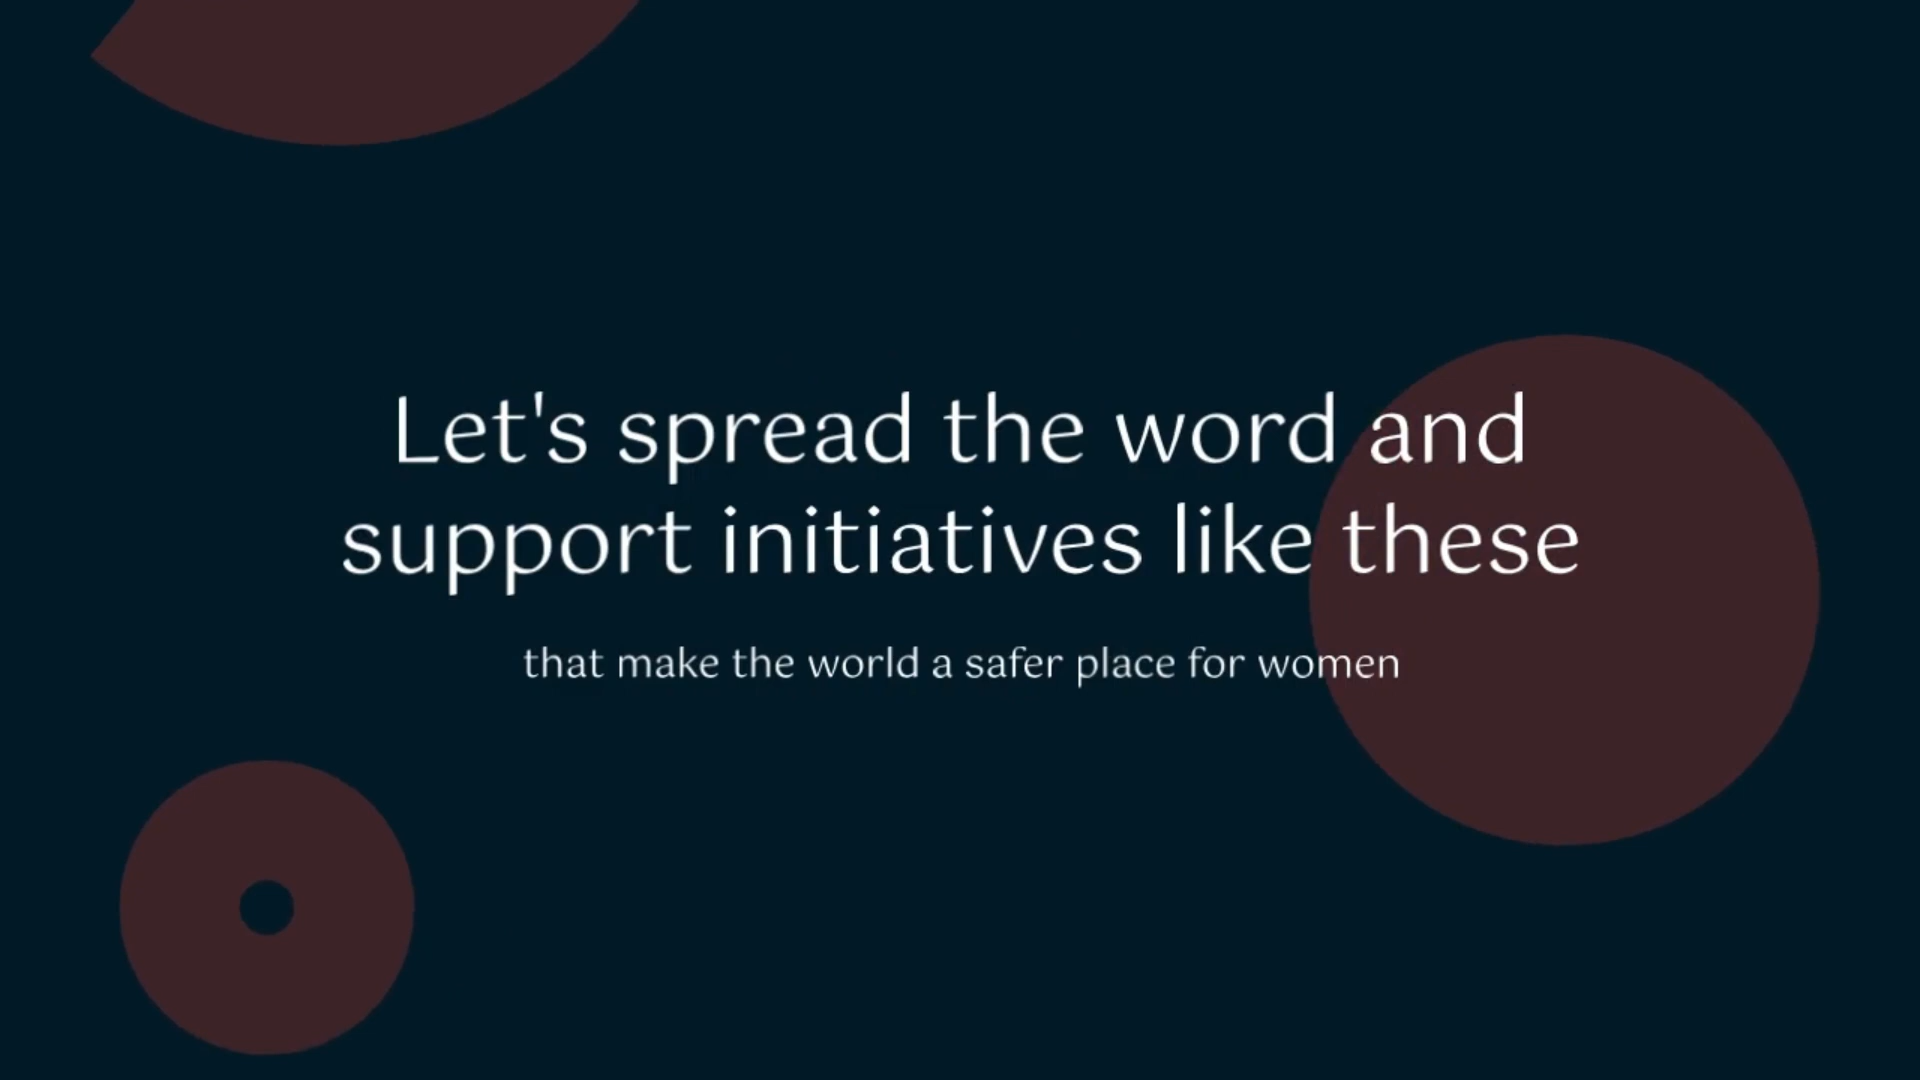 Let's spread the word and
support initiatives like these
that make the world a safer place for women